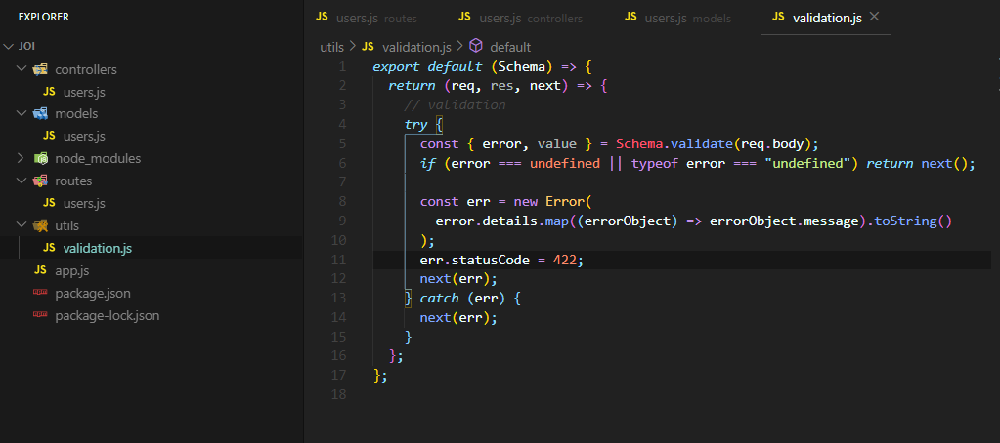 EXPLORER
JOI
controllers
users.js
models
users.js
node_modules
routes
users.js
utils
validation.js
app.js
package.json
package-lock.json
JS users.js routes
JS users.js controllers
JS users.js models
JS validation.js
utils > JS validation.js > default
1 export default (Schema) => {
2 return (req, res, next) => {
3 // validation
4 try {
5 const { error, value } = Schema.validate(req.body);
6 if (error === undefined || typeof error === "undefined") return next();
7
8 const err = new Error(
9 error.details.map((errorObject) => errorObject.message).toString()
10 );
11 err.statusCode = 422;
12 next(err);
13 } catch (err) {
14 next(err);
15 }
16 };
17 };
18